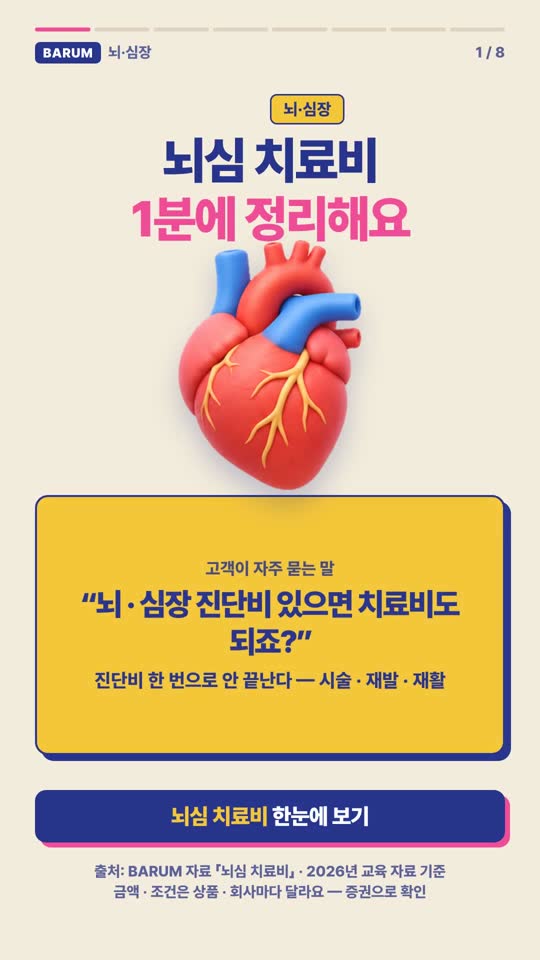 BARUM 뇌·심장 1 / 8
뇌·심장
뇌심 치료비
1분에 정리해요
고객이 자주 묻는 말
“뇌 · 심장 진단비 있으면 치료비도
되죠?”
진단비 한 번으로 안 끝난다 — 시술 · 재발 · 재활
뇌심 치료비 한눈에 보기
출처: BARUM 자료 『뇌심 치료비』 · 2026년 교육 자료 기준
금액 · 조건은 상품 · 회사마다 달라요 — 증권으로 확인